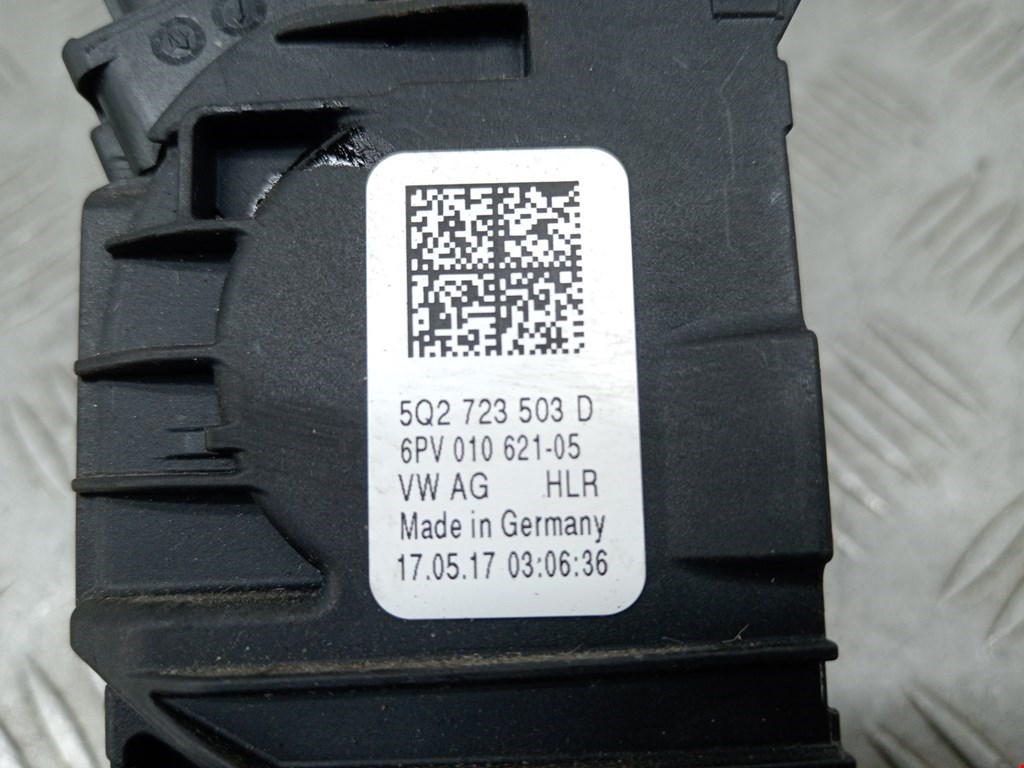 5Q2 723 503 D
6PV 010 621-05
VW AG HLR
Made in Germany
17.05.17 03:06:36